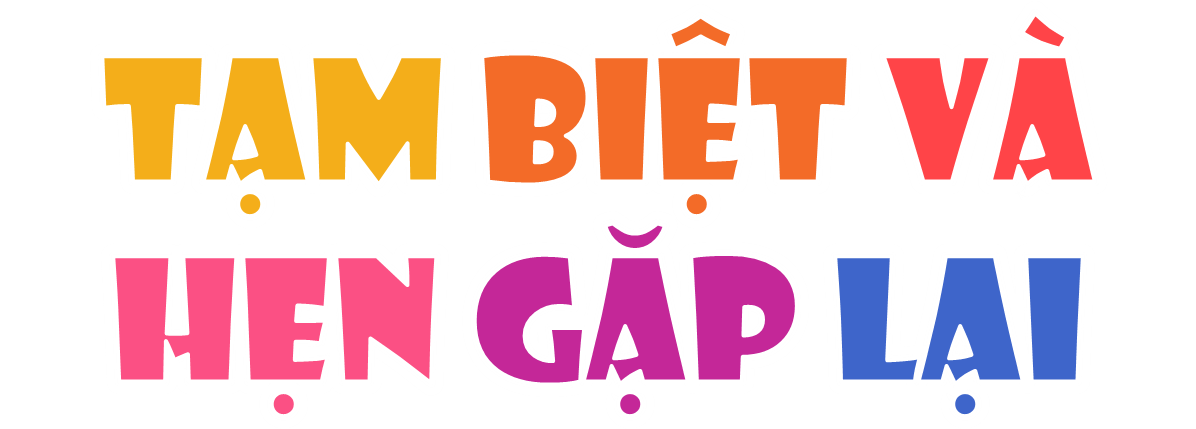 TẠM BIỆT VÀ
HẸN GẶP LẠI